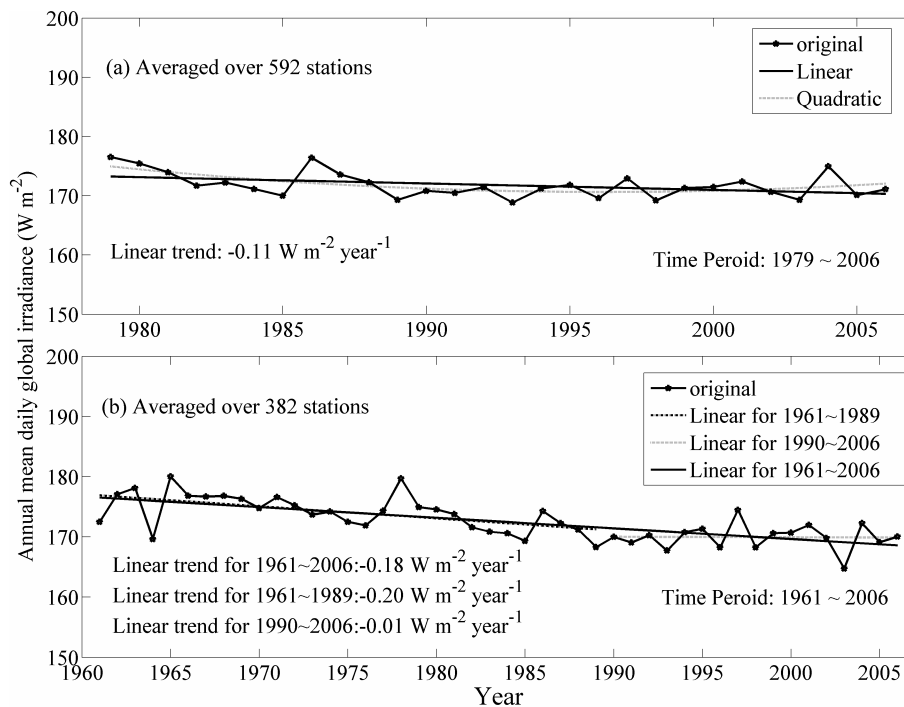 Annual mean daily global irradiance (W m-2)
(a) Averaged over 592 stations
original
Linear
Quadratic
200
190
180
170
160
150
Linear trend: -0.11 W m-2 year-1
Time Peroid: 1979 ~ 2006
1980 1985 1990 1995 2000 2005
(b) Averaged over 382 stations
original
Linear for 1961~1989
Linear for 1990~2006
Linear for 1961~2006
200
190
180
170
160
150
Linear trend for 1961~2006:-0.18 W m-2 year-1
Linear trend for 1961~1989:-0.20 W m-2 year-1
Linear trend for 1990~2006:-0.01 W m-2 year-1
Time Peroid: 1961 ~ 2006
1960 1965 1970 1975 1980 1985 1990 1995 2000 2005
Year